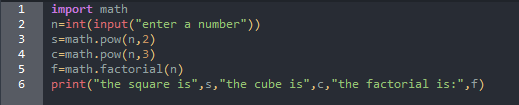 1 import math
2 n=int(input("enter a number"))
3 s=math.pow(n,2)
4 c=math.pow(n,3)
5 f=math.factorial(n)
6 print("the square is",s,"the cube is",c,"the factorial is:",f)